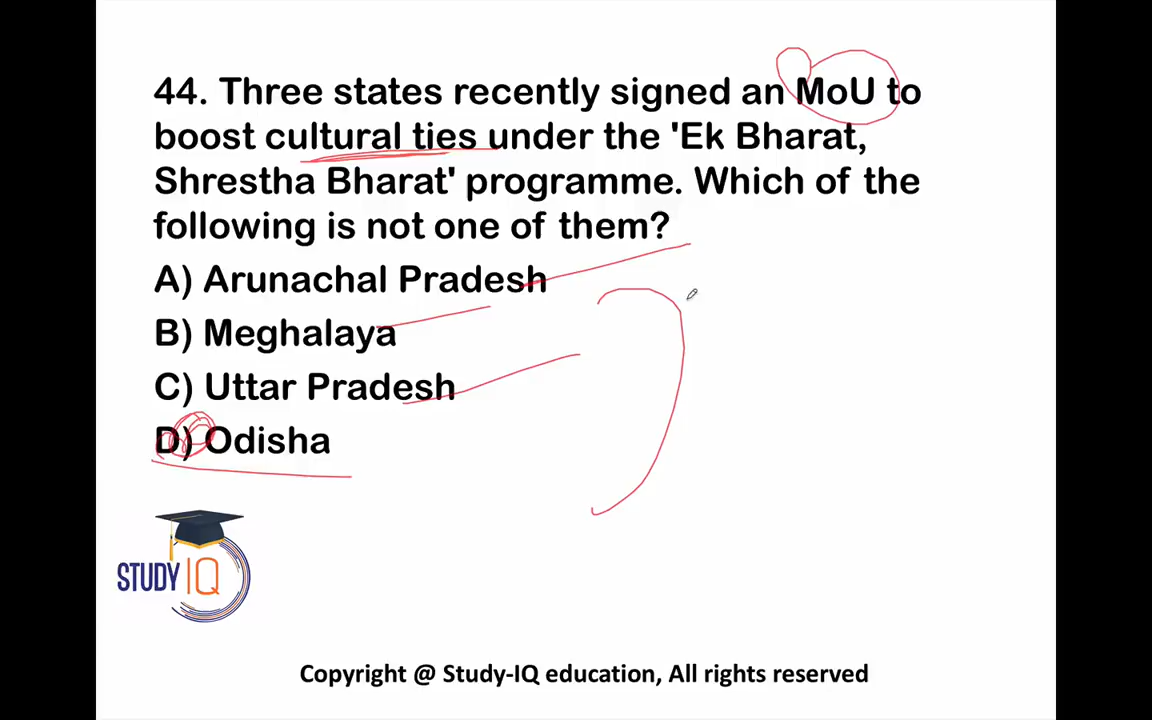 44. Three states recently signed an MoU to
boost cultural ties under the 'Ek Bharat,
Shrestha Bharat' programme. Which of the
following is not one of them?
A) Arunachal Pradesh
B) Meghalaya
C) Uttar Pradesh
D) Odisha
STUDY IQ
Copyright @ Study-IQ education, All rights reserved